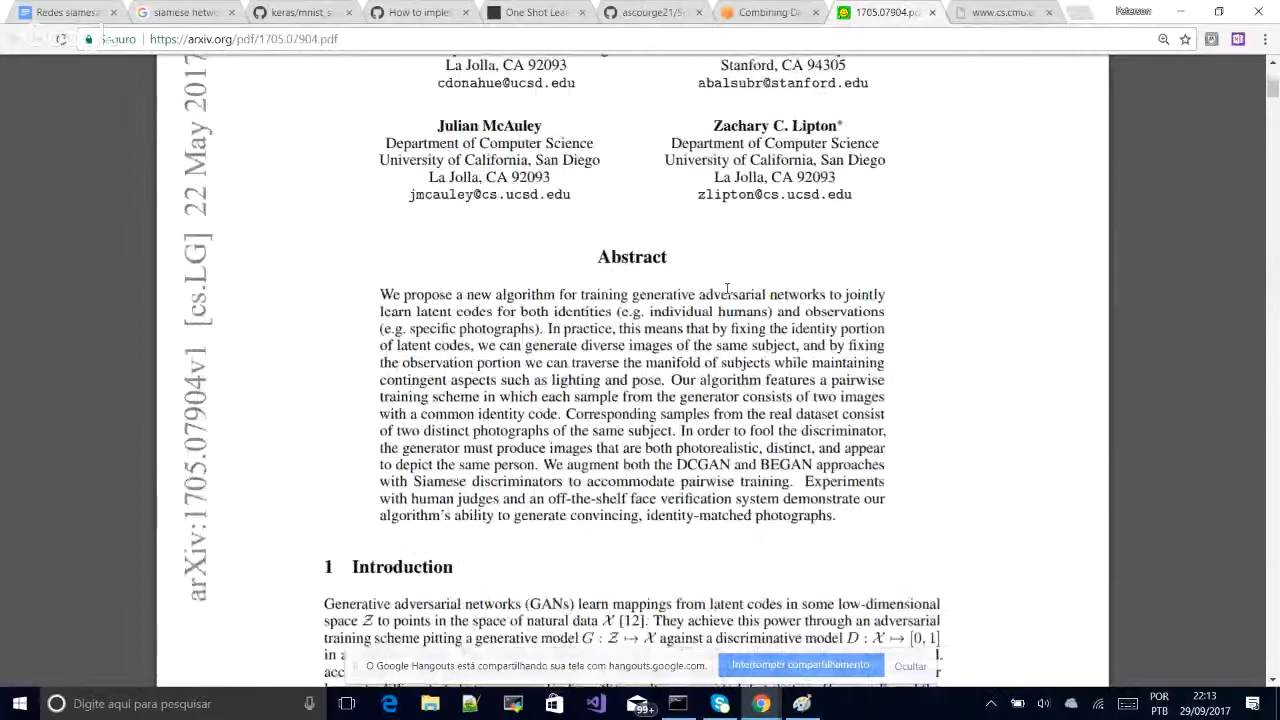 Redes siames
siamese netw
keras/mnist_s
How to imple
One Shot Lear
ascourge21/S
Combining Da
1705.07904.p
www.cs.cmu.e
Peterson
https://arxiv.org/pdf/1705.07904.pdf
La Jolla, CA 92093
Stanford, CA 94305
cdonahue@ucsd.edu
abalsubr@stanford.edu
Julian McAuley
Zachary C. Lipton*
Department of Computer Science
Department of Computer Science
University of California, San Diego
University of California, San Diego
La Jolla, CA 92093
La Jolla, CA 92093
jmcauley@cs.ucsd.edu
zlipton@cs.ucsd.edu
arXiv:1705.07904v1 [cs.LG] 22 May 2017
Abstract
We propose a new algorithm for training generative adversarial networks to jointly
learn latent codes for both identities (e.g. individual humans) and observations
(e.g. specific photographs). In practice, this means that by fixing the identity portion
of latent codes, we can generate diverse images of the same subject, and by fixing
the observation portion we can traverse the manifold of subjects while maintaining
contingent aspects such as lighting and pose. Our algorithm features a pairwise
training scheme in which each sample from the generator consists of two images
with a common identity code. Corresponding samples from the real dataset consist
of two distinct photographs of the same subject. In order to fool the discriminator,
the generator must produce images that are both photorealistic, distinct, and appear
to depict the same person. We augment both the DCGAN and BEGAN approaches
with Siamese discriminators to accommodate pairwise training. Experiments
with human judges and an off-the-shelf face verification system demonstrate our
algorithm's ability to generate convincing, identity-matched photographs.
1 Introduction
Generative adversarial networks (GANs) learn mappings from latent codes in some low-dimensional
space Z to points in the space of natural data X [12]. They achieve this power through an adversarial
training scheme pitting a generative model G : Z ↦ X against a discriminative model D : X ↦ [0, 1]
O Google Hangouts está compartilhando sua tela com hangouts.google.com.
Interromper compartilhamento
Ocultar
Digite aqui para pesquisar
99+
POR
PTB
22:13
29/09/2017